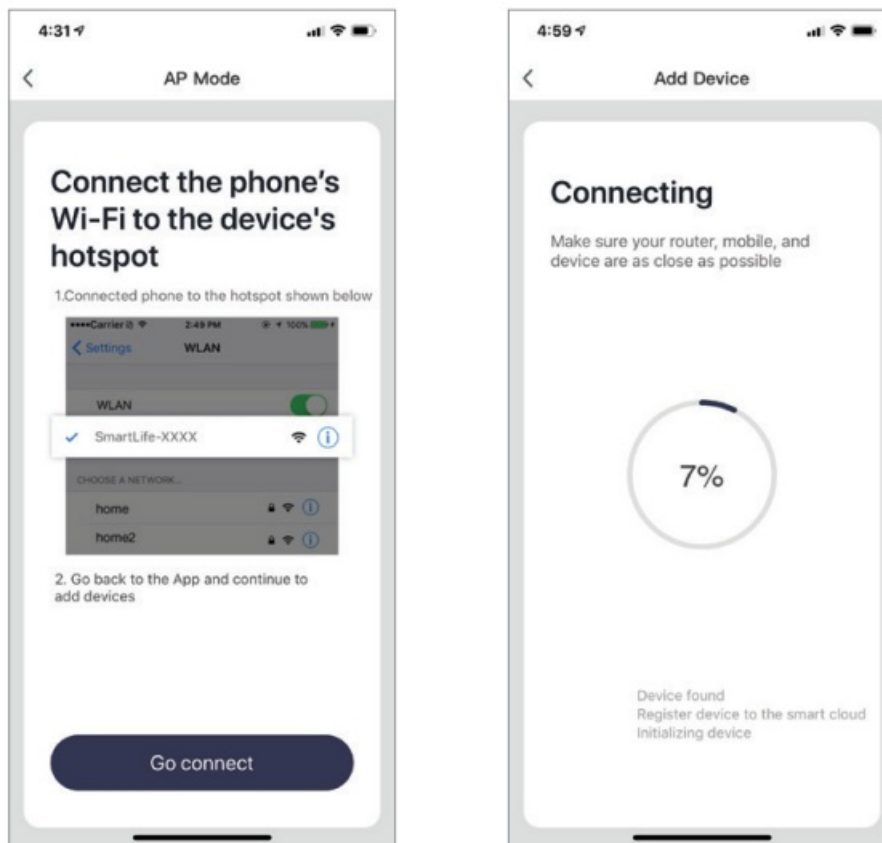 4:31
AP Mode
Connect the phone's
Wi-Fi to the device's
hotspot
1.Connected phone to the hotspot shown below
Carrier
2:49 PM
100%
Settings
WLAN
WLAN
SmartLife-XXXX
CHOOSE A NETWORK...
home
home2
2. Go back to the App and continue to
add devices
Go connect
4:59
Add Device
Connecting
Make sure your router, mobile, and
device are as close as possible
7%
Device found
Register device to the smart cloud
Initializing device